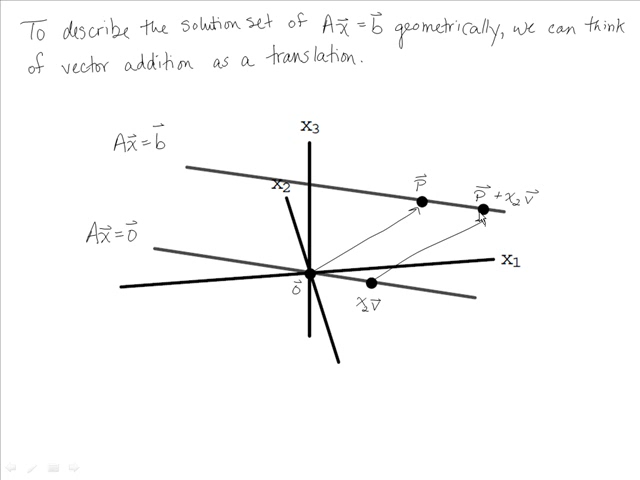 To describe the solution set of Ax⃗ = b⃗ geometrically, we can think
of vector addition as a translation.
x₃
Ax⃗ = b⃗
x₂
p⃗
p⃗ + x₂v⃗
Ax⃗ = 0⃗
x₁
0⃗
x₂v⃗